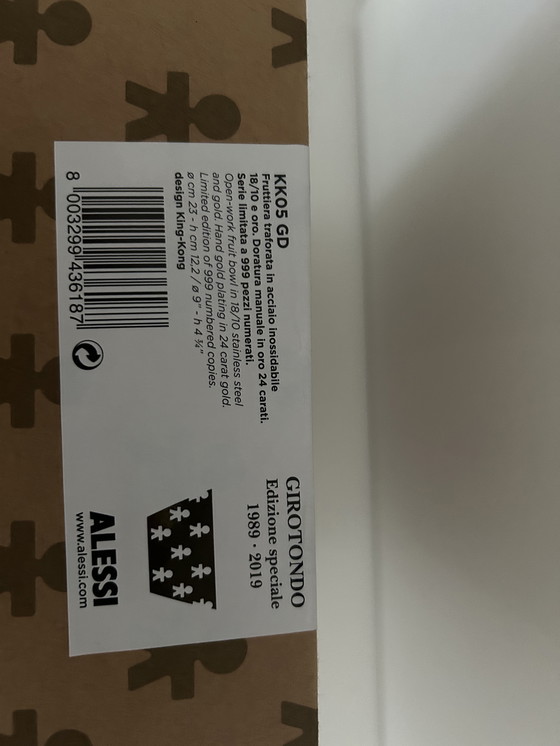 KK05 GD
Fruttiera traforata in acciaio inossidabile
18/10 e oro. Doratura manuale in oro 24 carati.
Serie limitata a 999 pezzi numerati.
Open-work fruit bowl in 18/10 stainless steel
and gold. Hand gold plating in 24 carat gold.
Limited edition of 999 numbered copies.
ø cm 23 - h cm 12,2 / ø 9" - h 4 ¾"
design King-Kong
8 003299 436187
GIROTONDO
Edizione speciale
1989 · 2019
ALESSI
www.alessi.com